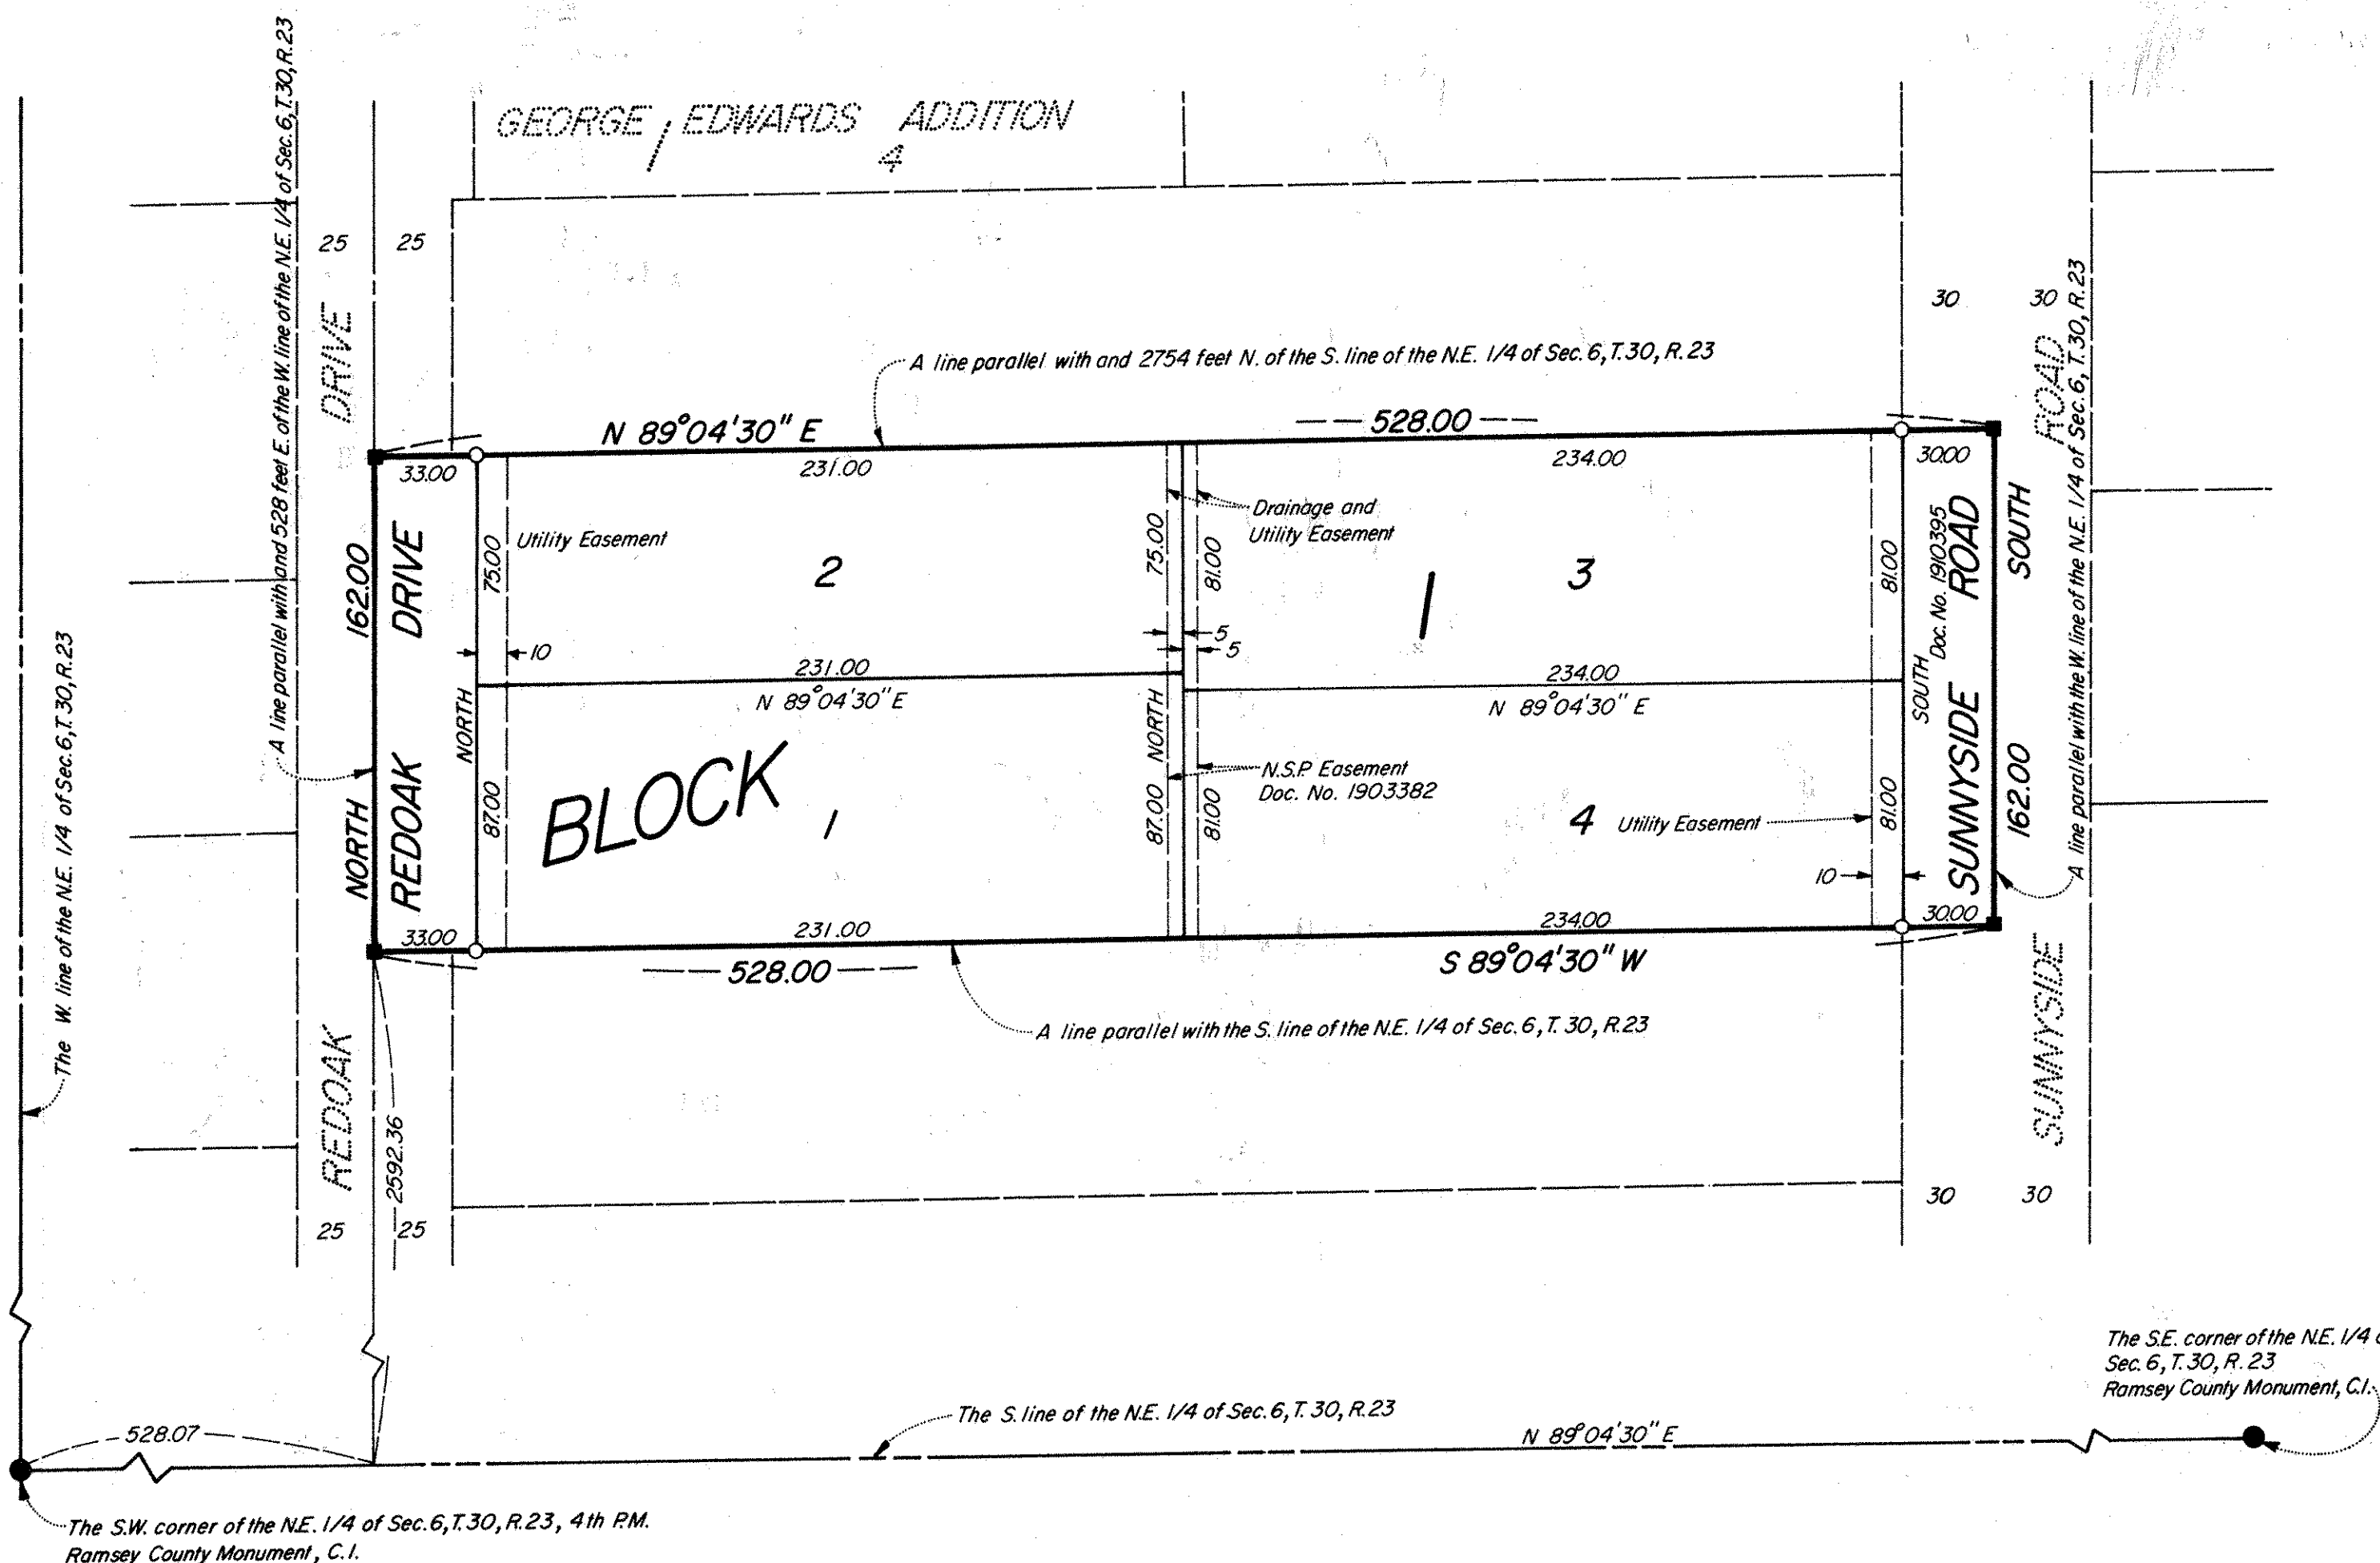 GEORGE EDWARDS ADDITION
1
4
A line parallel with and 528 feet E. of the W. line of the N.E. 1/4 of Sec. 6, T.30, R.23
25
25
DRIVE
30
30
ROAD
A line parallel with and 2754 feet N. of the S. line of the N.E. 1/4 of Sec. 6, T.30, R.23
N 89°04'30" E
528.00
33.00
231.00
234.00
30.00
162.00
NORTH
REDOAK DRIVE
75.00
Utility Easement
2
75.00
81.00
Drainage and
Utility Easement
1
3
81.00
Doc. No. 1910395
SOUTH
5
5
10
231.00
N 89°04'30" E
234.00
N 89°04'30" E
NORTH
NORTH
SOUTH
SUNNYSIDE ROAD
162.00
A line parallel with the W. line of the N.E. 1/4 of Sec. 6, T.30, R.23
BLOCK
1
87.00
87.00
81.00
N.S.P. Easement
Doc. No. 1903382
4
Utility Easement
81.00
10
33.00
231.00
234.00
30.00
528.00
S 89°04'30" W
A line parallel with the S. line of the N.E. 1/4 of Sec. 6, T. 30, R.23
The W. line of the N.E. 1/4 of Sec. 6, T.30, R.23
REDOAK
2592.36
25
25
SUNNYSIDE
30
30
The S.E. corner of the N.E. 1/4
Sec. 6, T.30, R. 23
Ramsey County Monument, C.I.
528.07
The S. line of the N.E. 1/4 of Sec. 6, T. 30, R.23
N 89°04'30" E
The S.W. corner of the N.E. 1/4 of Sec. 6, T.30, R.23, 4th P.M.
Ramsey County Monument, C.I.